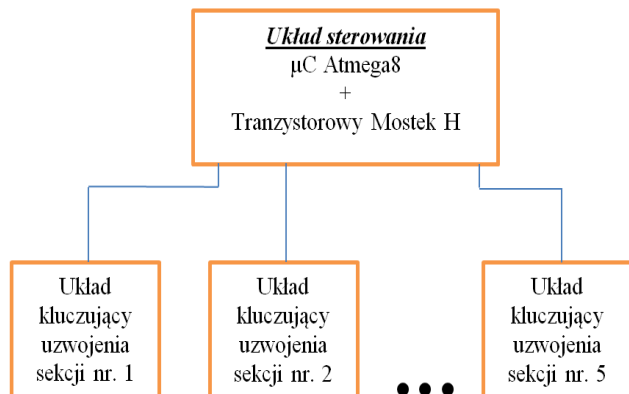 Układ sterowania
µC Atmega8
+
Tranzystorowy Mostek H
Układ
kluczujący
uzwojenia
sekcji nr. 1
Układ
kluczujący
uzwojenia
sekcji nr. 2
•••
Układ
kluczujący
uzwojenia
sekcji nr. 5